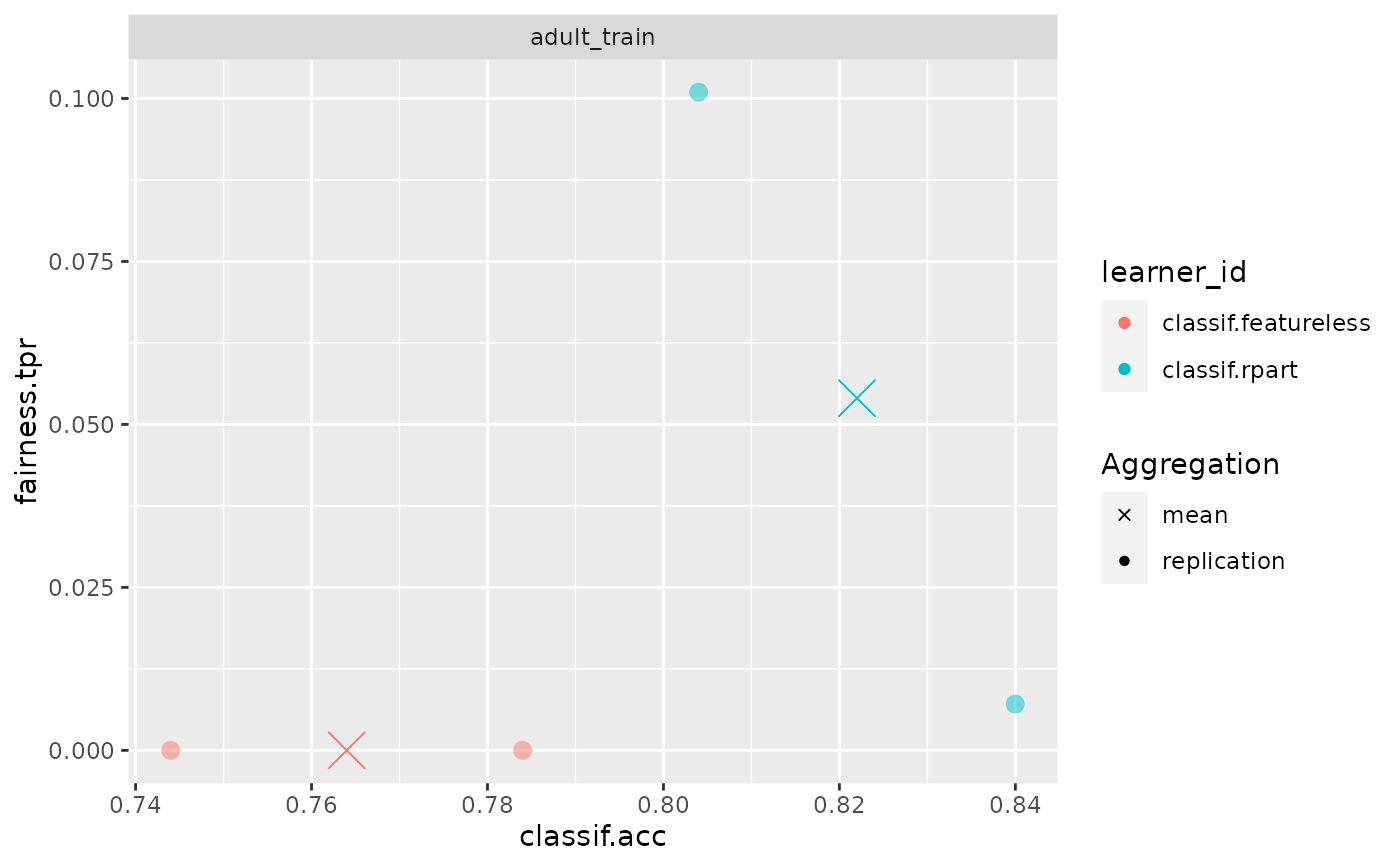 adult_train
0.100
0.075
0.050
0.025
0.000
fairness.tpr
0.74 0.76 0.78 0.80 0.82 0.84
classif.acc
learner_id
classif.featureless
classif.rpart
Aggregation
mean
replication